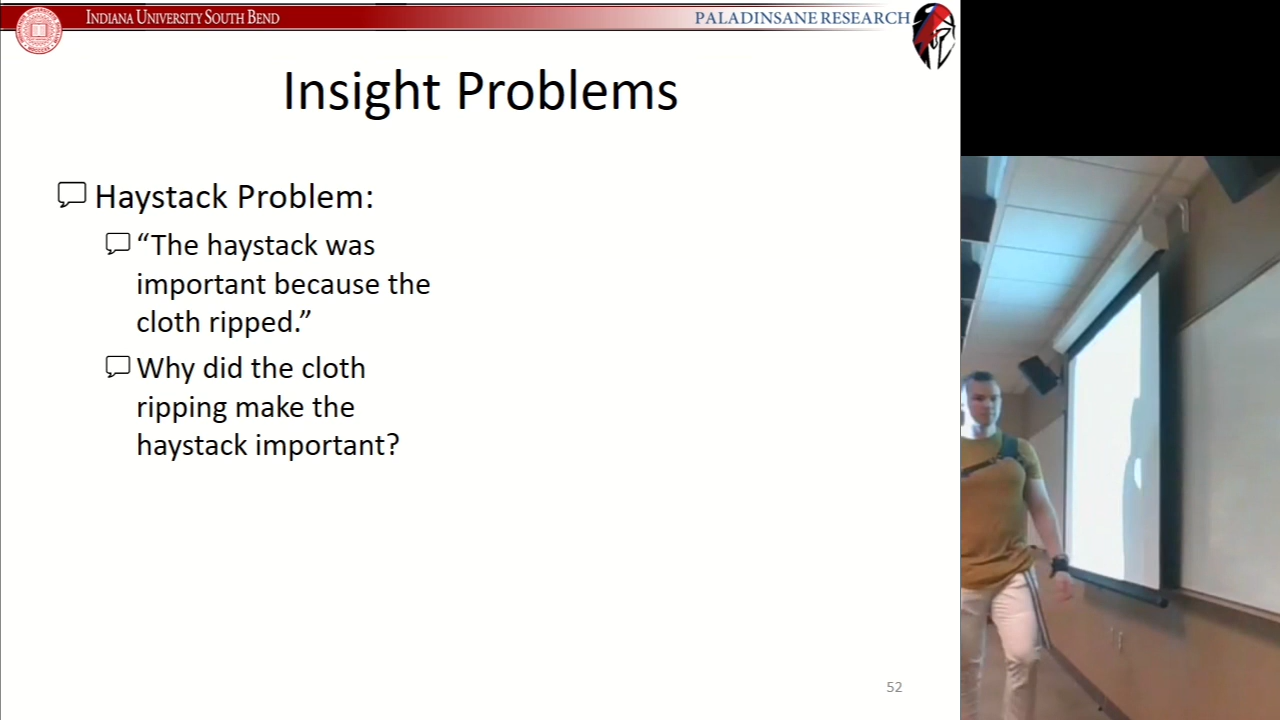 INDIANA UNIVERSITY SOUTH BEND
PALADINSANE RESEARCH
Insight Problems
Haystack Problem:
“The haystack was
important because the
cloth ripped.”
Why did the cloth
ripping make the
haystack important?
52